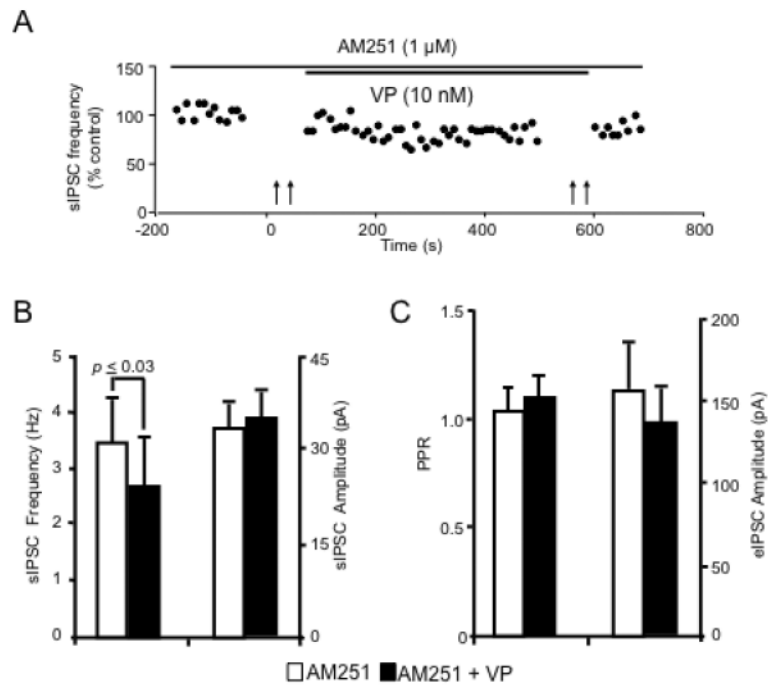 A
AM251 (1 µM)
VP (10 nM)
sIPSC frequency
(% control)
150
100
50
0
-200
0
200
400
600
800
Time (s)
B
p ≤ 0.03
sIPSC Frequency (Hz)
5
4
3
2
1
0
45
30
15
0
sIPSC Amplitude (pA)
C
PPR
1.5
1.0
0.5
0
200
150
100
50
0
eIPSC Amplitude (pA)
AM251
AM251 + VP